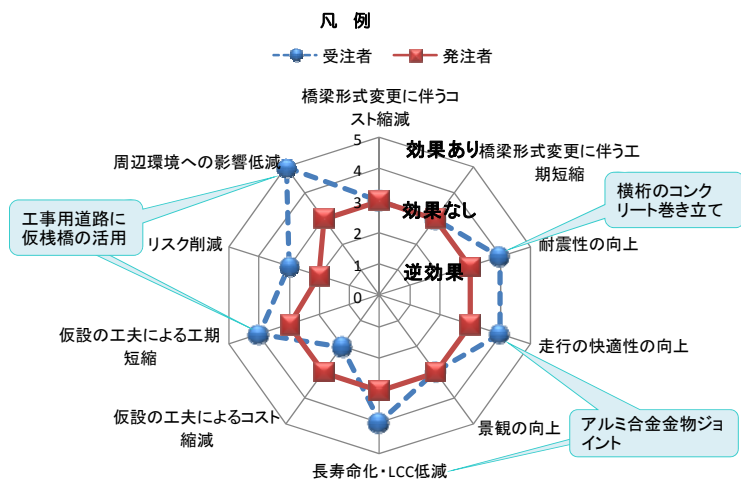 凡 例
受注者
発注者
橋梁形式変更に伴うコ
スト縮減
橋梁形式変更に伴う工
期短縮
耐震性の向上
走行の快適性の向上
景観の向上
長寿命化・LCC低減
仮設の工夫によるコスト
縮減
仮設の工夫による工期
短縮
リスク削減
周辺環境への影響低減
5
4
3
2
1
0
効果あり
効果なし
逆効果
横桁のコンク
リート巻き立て
アルミ合金金物ジョ
イント
工事用道路に
仮桟橋の活用